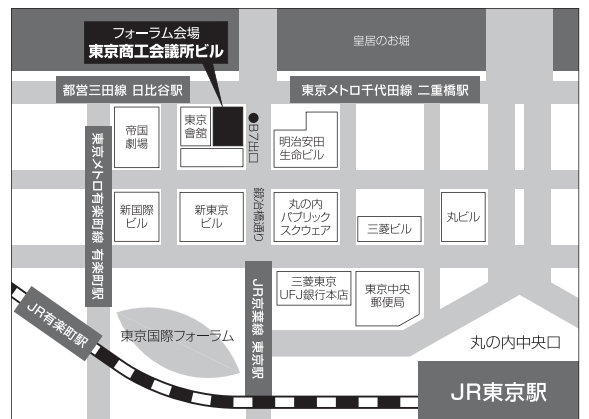 フォーラム会場
東京商工会議所ビル
皇居のお堀
都営三田線 日比谷駅
東京メトロ千代田線 二重橋駅
帝国
劇場
東京
會舘
●B7出口
明治安田
生命ビル
東京メトロ有楽町線 有楽町駅
新国際
ビル
新東京
ビル
鍛冶橋通り
丸の内
パブリック
スクウェア
三菱ビル
丸ビル
三菱東京
UFJ銀行本店
東京中央
郵便局
JR京葉線 東京駅
JR有楽町駅
東京国際フォーラム
丸の内中央口
JR東京駅